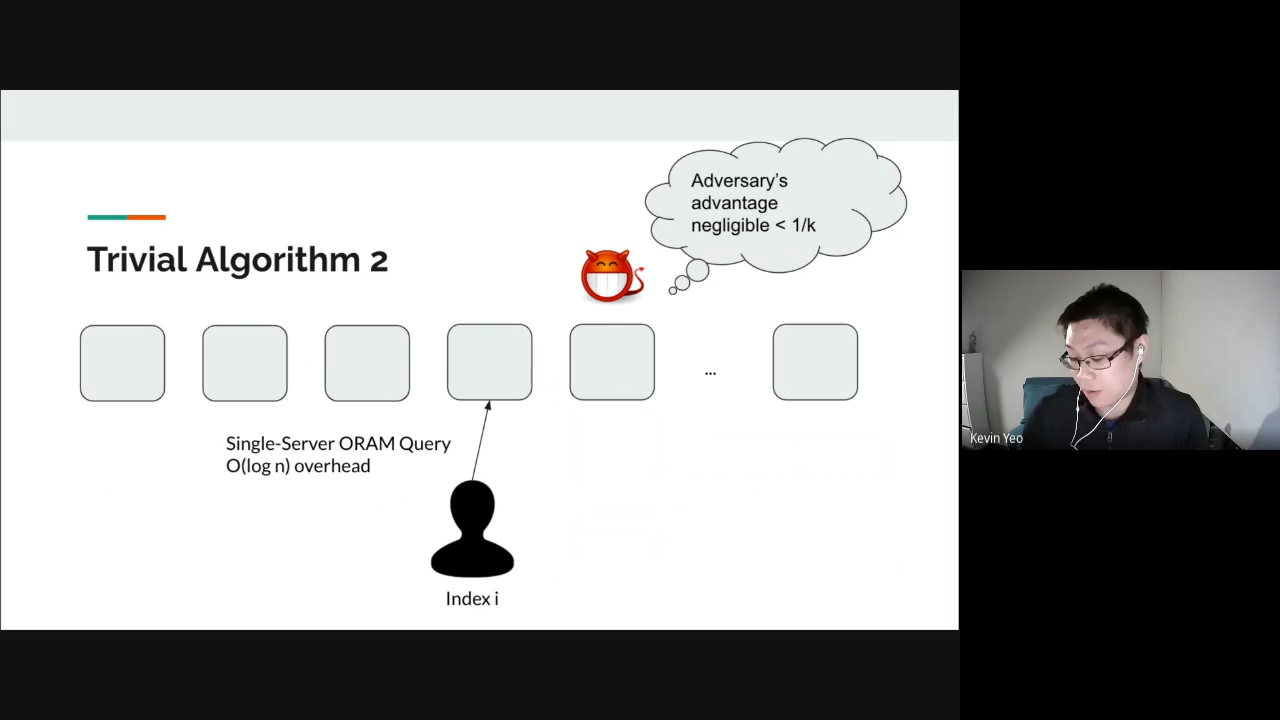 Adversary's
advantage
negligible < 1/k
Trivial Algorithm 2
...
Single-Server ORAM Query
O(log n) overhead
Index i
Kevin Yeo